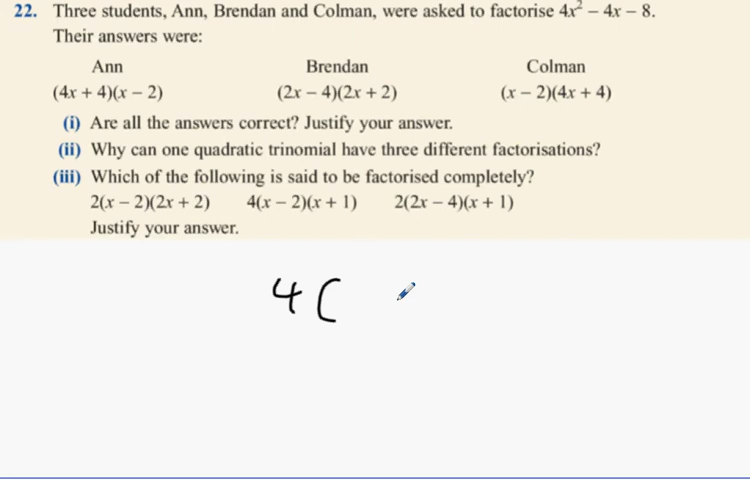 22. Three students, Ann, Brendan and Colman, were asked to factorise 4x² – 4x – 8.
Their answers were:
Ann Brendan Colman
(4x + 4)(x – 2) (2x – 4)(2x + 2) (x – 2)(4x + 4)
(i) Are all the answers correct? Justify your answer.
(ii) Why can one quadratic trinomial have three different factorisations?
(iii) Which of the following is said to be factorised completely?
2(x – 2)(2x + 2) 4(x – 2)(x + 1) 2(2x – 4)(x + 1)
Justify your answer.
4(